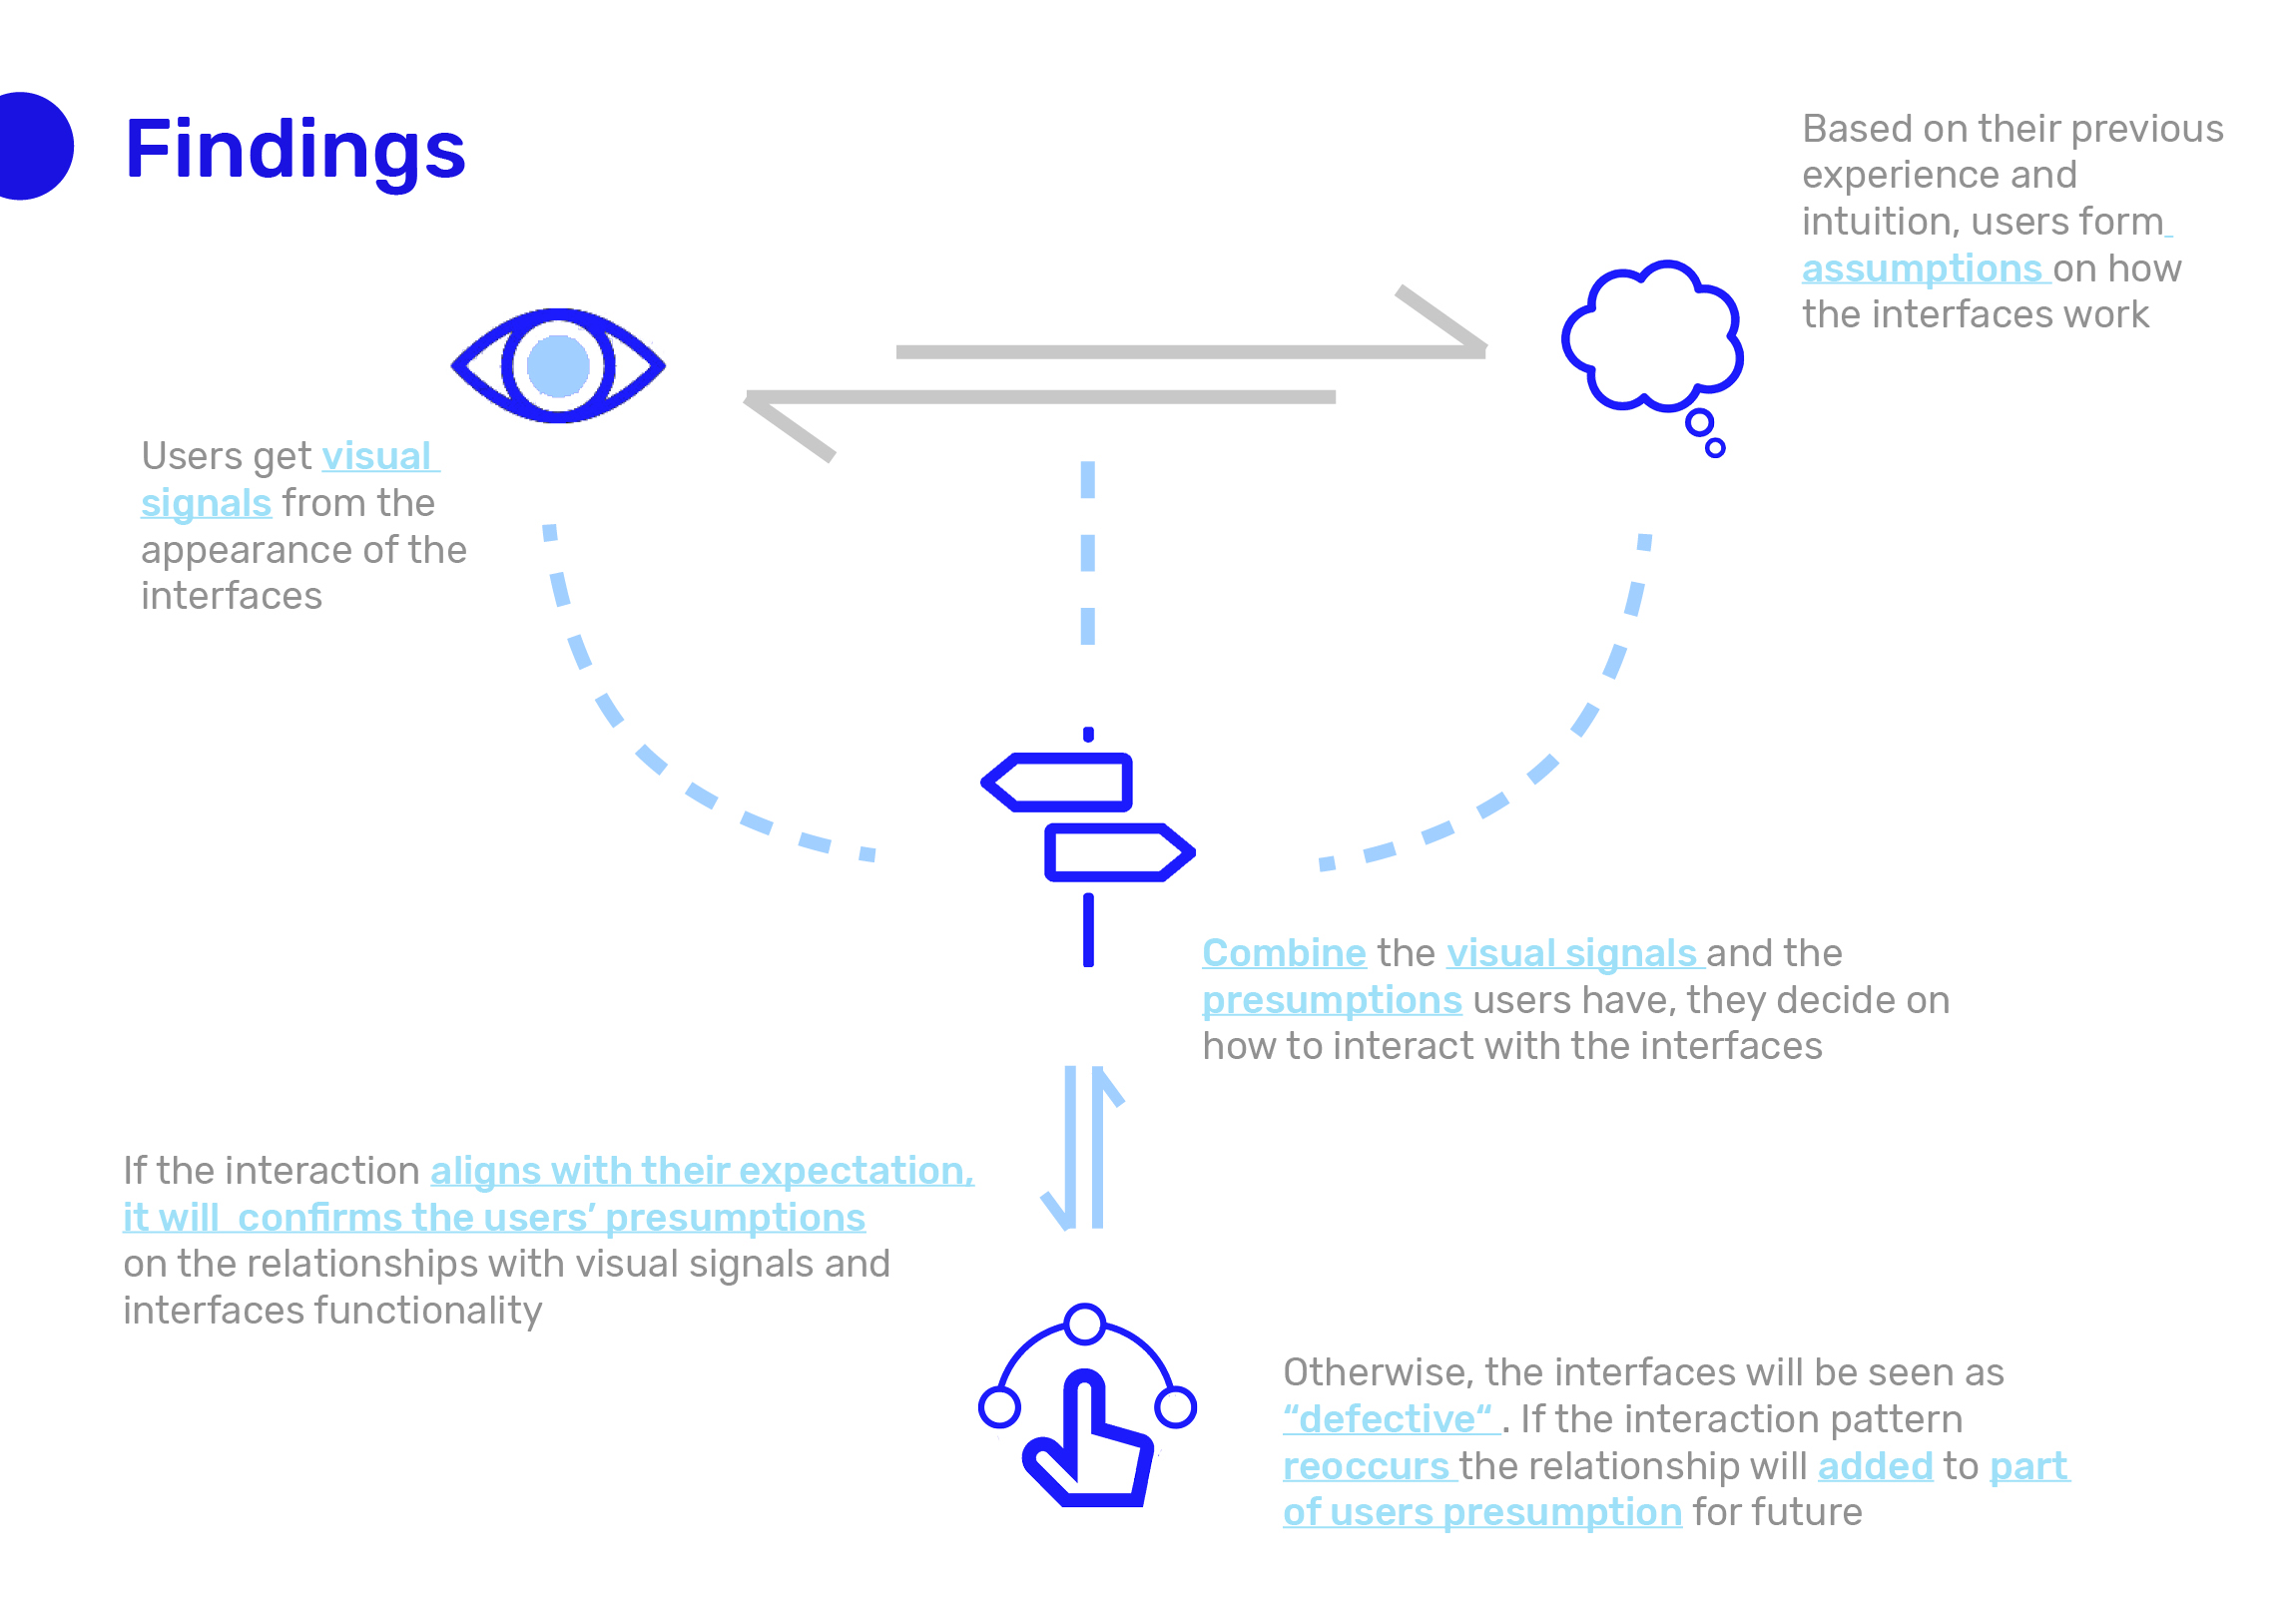 Findings
Based on their previous
experience and
intuition, users form
assumptions on how
the interfaces work
Users get visual
signals from the
appearance of the
interfaces
Combine the visual signals and the
presumptions users have, they decide on
how to interact with the interfaces
If the interaction aligns with their expectation,
it will  confirms the users’ presumptions
on the relationships with visual signals and
interfaces functionality
Otherwise, the interfaces will be seen as
“defective“ . If the interaction pattern
reoccurs the relationship will added to part
of users presumption for future